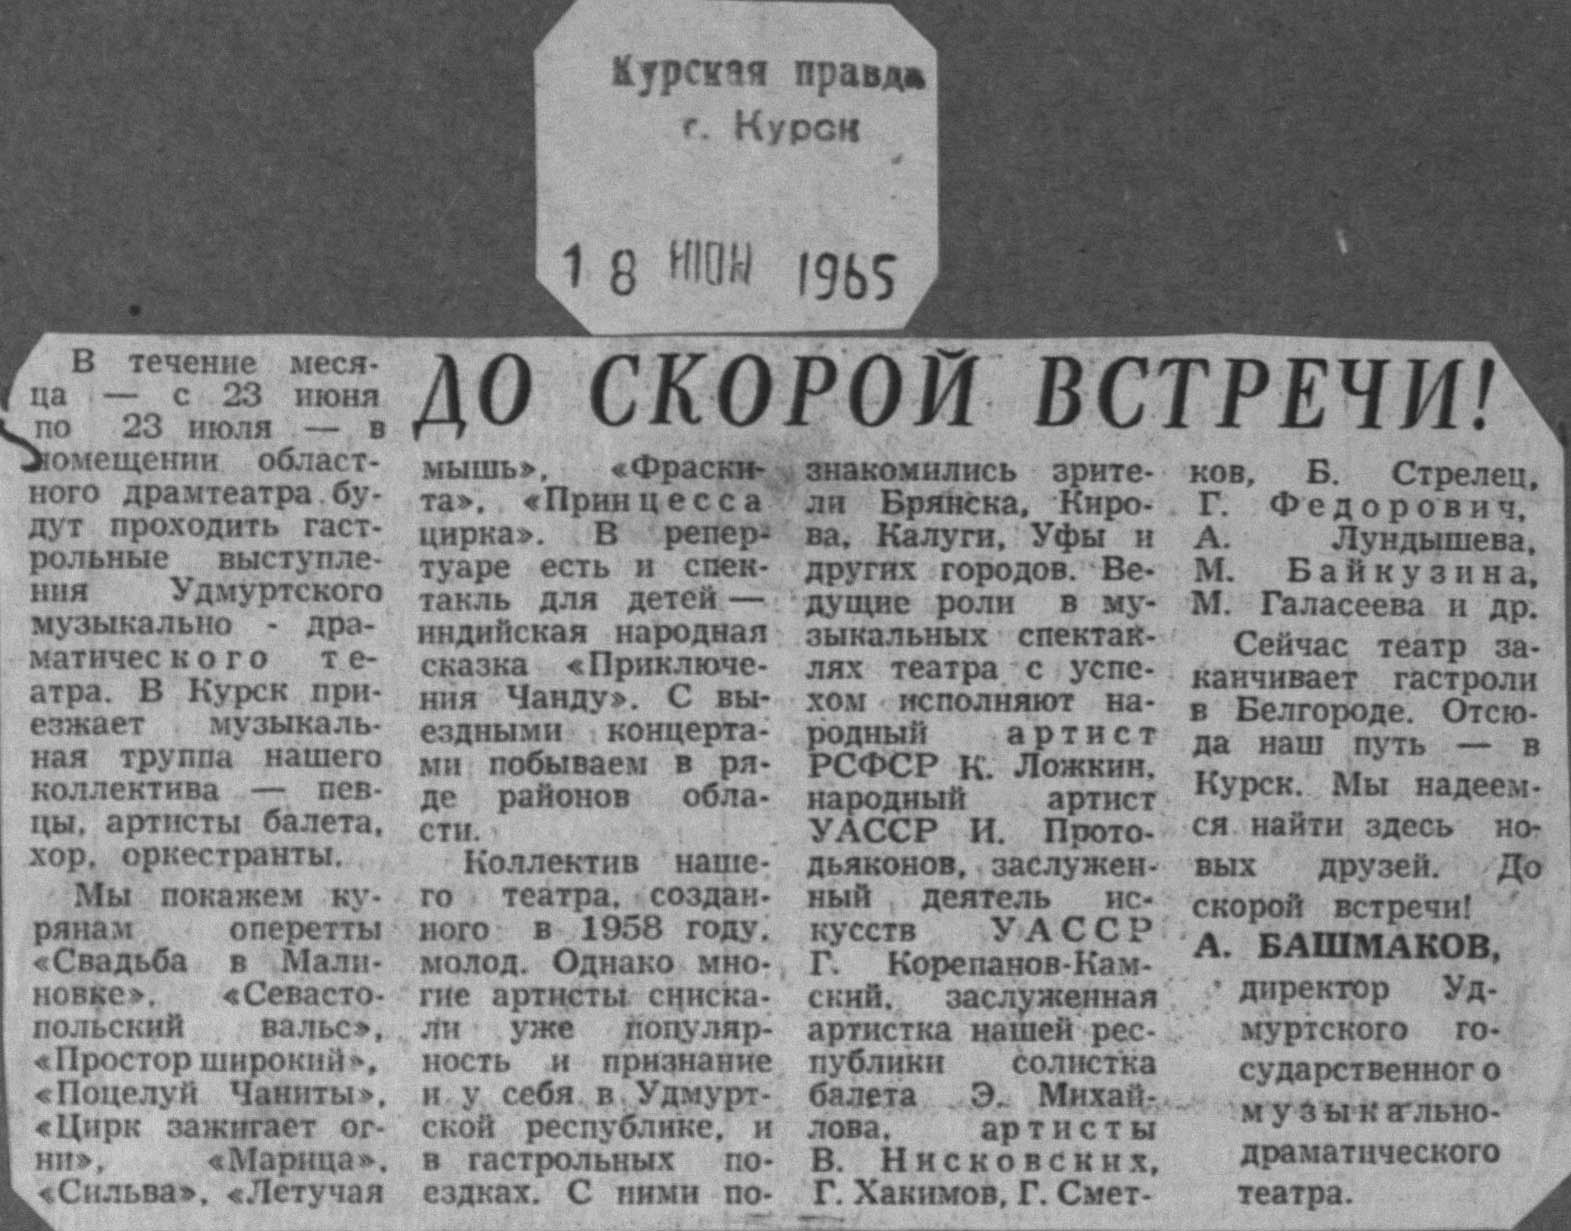 Курская правда
г. Курск
18 ИЮН 1965
ДО СКОРОЙ ВСТРЕЧИ!
В течение меся-
ца — с 23 июня
по 23 июля — в
помещении област-
ного драмтеатра бу-
дут проходить гаст-
рольные выступле-
ния Удмуртского
музыкально - дра-
матического те-
атра. В Курск при-
езжает музыкаль-
ная труппа нашего
коллектива — пев-
цы, артисты балета,
хор, оркестранты.
Мы покажем ку-
рянам оперетты
«Свадьба в Мали-
новке», «Севасто-
польский вальс»,
«Простор широкий»,
«Поцелуй Чаниты»,
«Цирк зажигает ог-
ни», «Марица»,
«Сильва», «Летучая
мышь», «Фраски-
та», «Принцесса
цирка». В репер-
туаре есть и спек-
такль для детей —
индийская народная
сказка «Приключе-
ния Чанду». С вы-
ездными концерта-
ми побываем в ря-
де районов обла-
сти.
Коллектив наше-
го театра, создан-
ного в 1958 году,
молод. Однако мно-
гие артисты сниска-
ли уже популяр-
ность и признание
и у себя в Удмурт-
ской республике, и
в гастрольных по-
ездках. С ними по-
знакомились зрите-
ли Брянска, Киро-
ва, Калуги, Уфы и
других городов. Ве-
дущие роли в му-
зыкальных спектак-
лях театра с успе-
хом исполняют на-
родный артист
РСФСР К. Ложкин,
народный артист
УАССР И. Прото-
дьяконов, заслужен-
ный деятель ис-
кусств УАССР
Г. Корепанов-Кам-
ский, заслуженная
артистка нашей рес-
публики солистка
балета Э. Михай-
лова, артисты
В. Нисковских,
Г. Хакимов, Г. Смет-
ков, Б. Стрелец,
Г. Федорович,
А. Лундышева,
М. Байкузина,
М. Галасеева и др.
Сейчас театр за-
канчивает гастроли
в Белгороде. Отсю-
да наш путь — в
Курск. Мы надеем-
ся найти здесь но-
вых друзей. До
скорой встречи!
А. БАШМАКОВ,
директор Уд-
муртского го-
сударственного
музыкально-
драматического
театра.